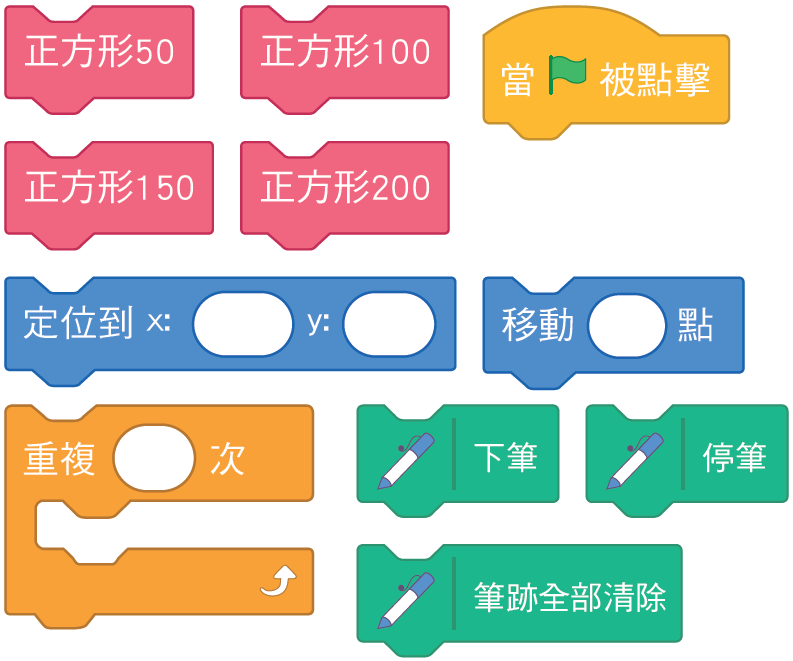 正方形50
正方形100
當 被點擊
正方形150
正方形200
定位到 x: y:
移動 點
重複 次
下筆
停筆
筆跡全部清除